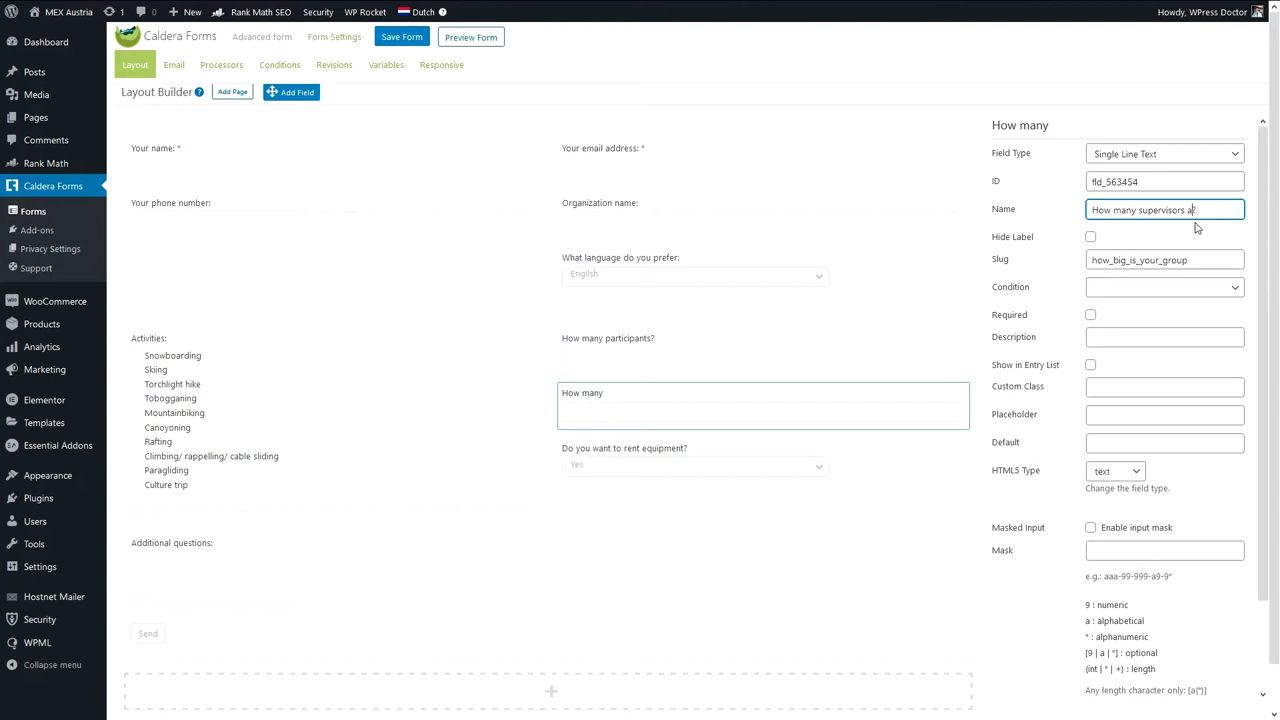 MEX Austria 1 0 New Rank Math SEO Security WP Rocket Dutch Howdy, WPress Doctor
Dashboard
Posts
Media
Pages
Comments
Rank Math
Caldera Forms
Forms
Add-ons
Privacy Settings
Support
WooCommerce
Products
Analytics
Marketing
Elementor
Templates
Essential Addons
Appearance
Plugins
Users
Tools
Settings
Hostnet Mailer
Security
WPML
Collapse menu
Caldera Forms Advanced form Form Settings Save Form Preview Form
Layout Email Processors Conditions Revisions Variables Responsive
Layout Builder ? Add Page Add Field
Your name: * Your email address: *
Your phone number: Organization name:
What language do you prefer:
Engilsh
Activities: How many participants?
Snowboarding
Skiing
Torchlight hike
Tobogganing
Mountainbiking
Canoyoning
Rafting
Climbing/ rappelling/ cable sliding
Paragliding
Culture trip
How many
Do you want to rent equipment?
Yes
Additional questions:
Send
How many
Field Type Single Line Text
ID fld_563454
Name How many supervisors a?
Hide Label
Slug how_big_is_your_group
Condition
Required
Description
Show in Entry List
Custom Class
Placeholder
Default
HTML5 Type text
Change the field type.
Masked Input Enable input mask
Mask
e.g.: aaa-99-999-a9-9*
9 : numeric
a : alphabetical
* : alphanumeric
[9 | a | *] : optional
{int | * | +} : length
Any length character only: [a{*}]